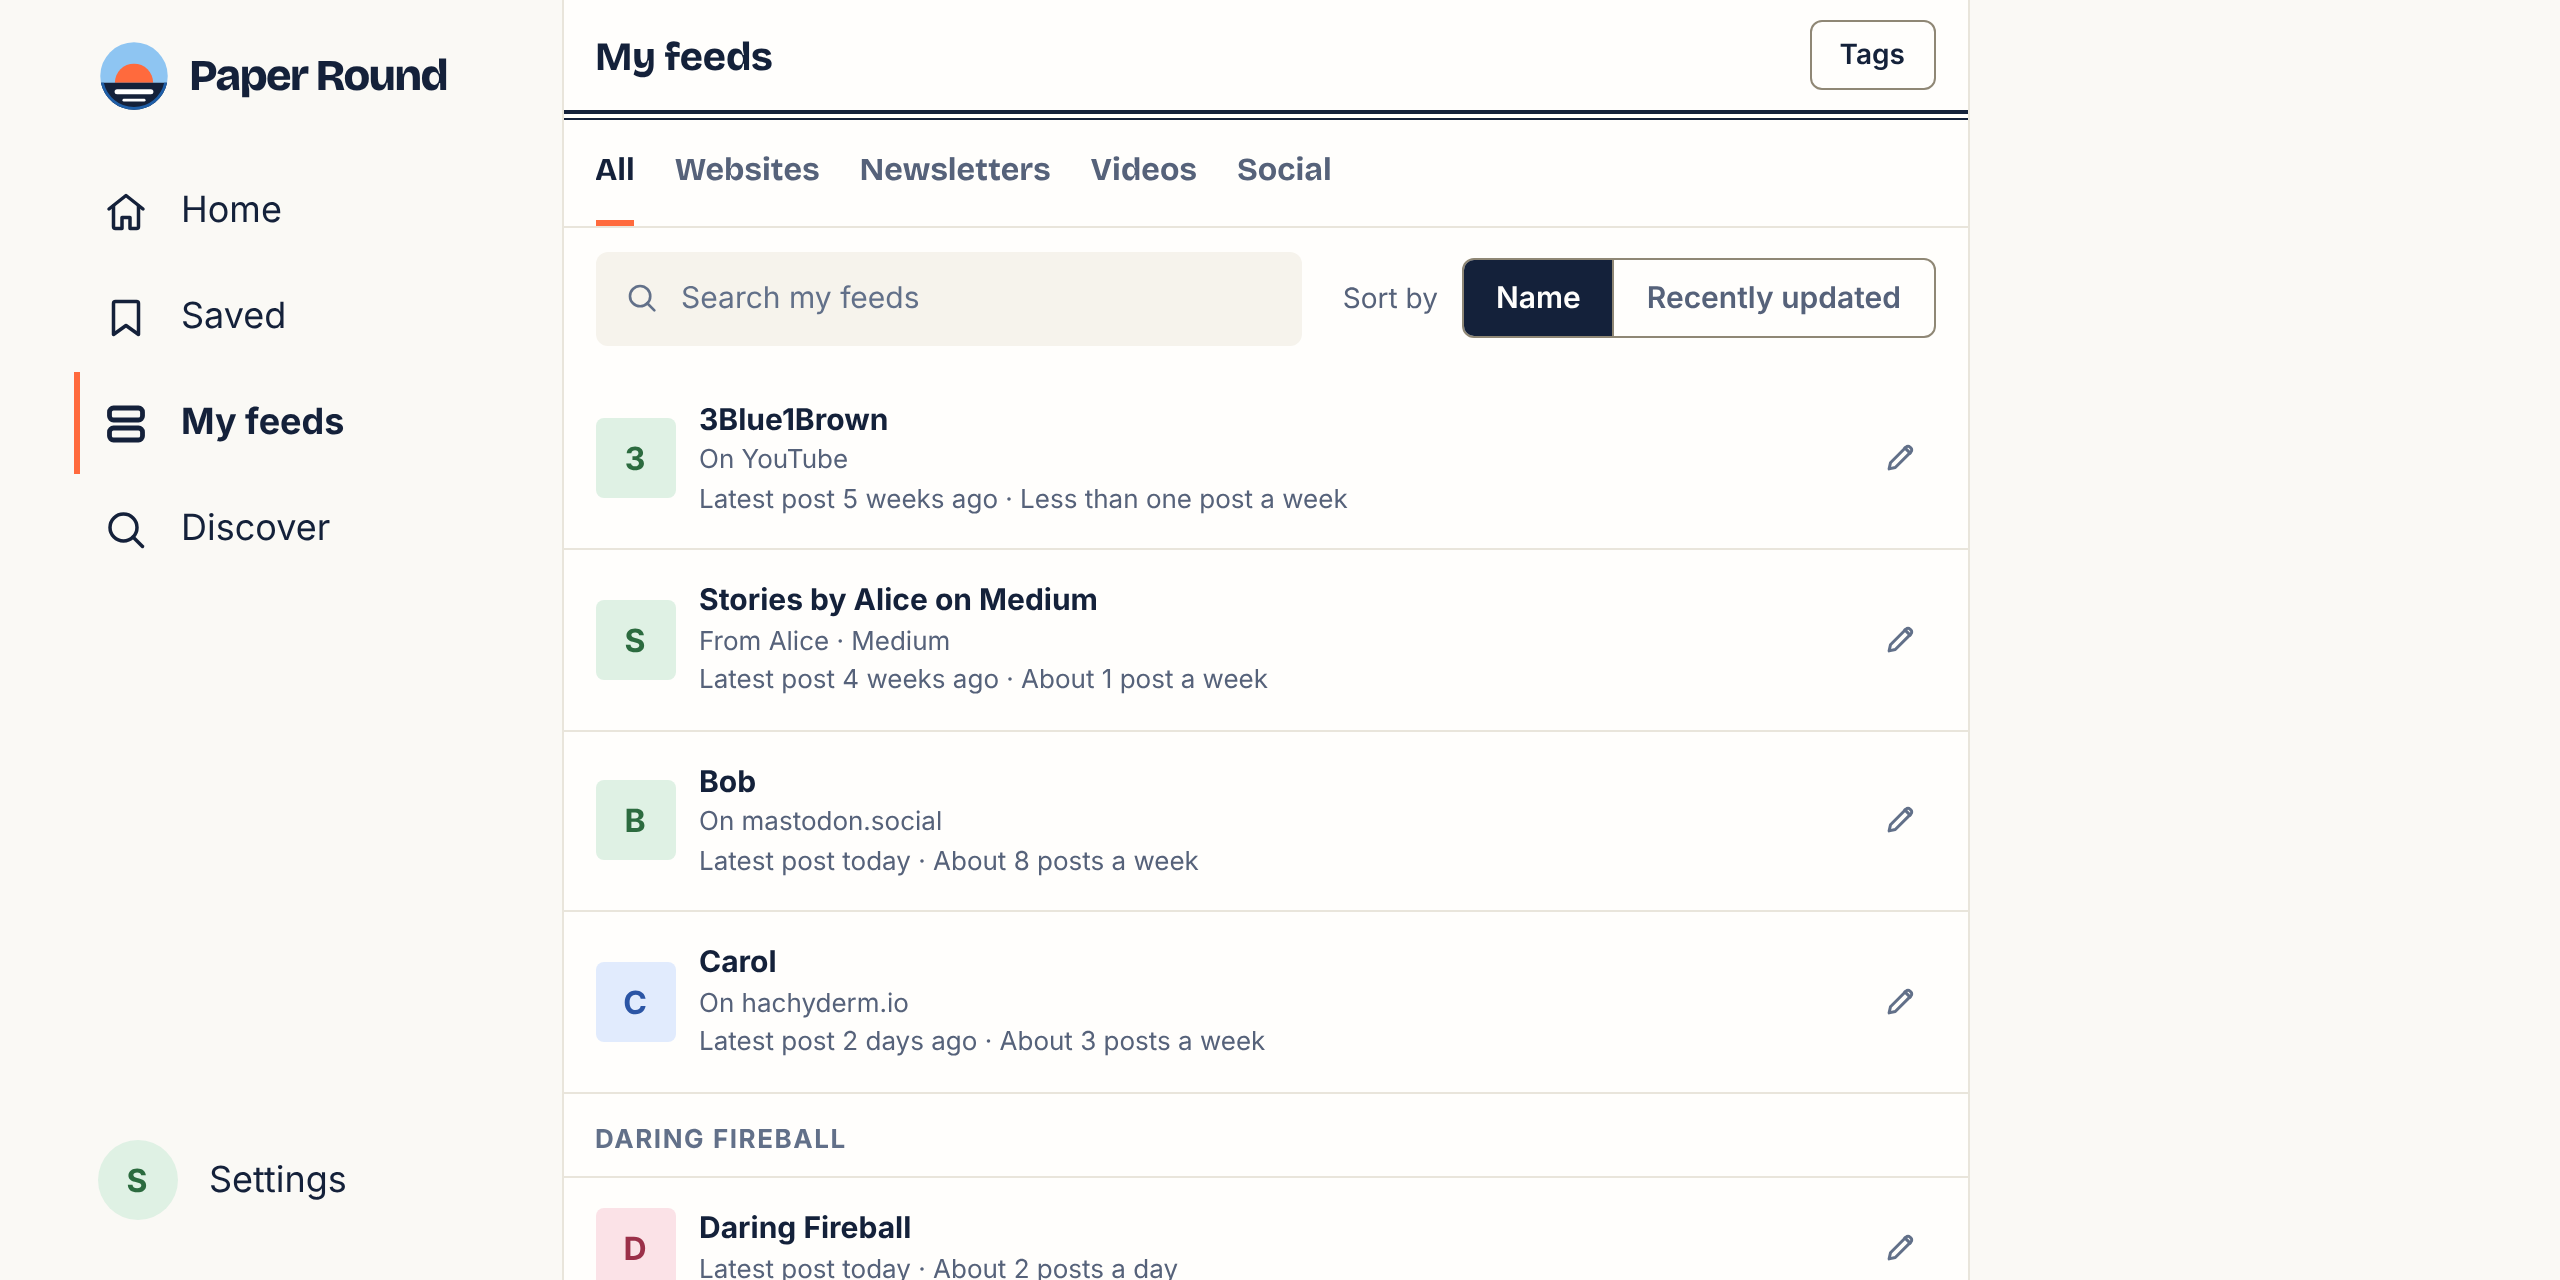 Paper Round
Home
Saved
My feeds
Discover
S Settings
My feeds
Tags
All Websites Newsletters Videos Social
Search my feeds
Sort by Name Recently updated
3
3Blue1Brown
On YouTube
Latest post 5 weeks ago · Less than one post a week
S
Stories by Alice on Medium
From Alice · Medium
Latest post 4 weeks ago · About 1 post a week
B
Bob
On mastodon.social
Latest post today · About 8 posts a week
C
Carol
On hachyderm.io
Latest post 2 days ago · About 3 posts a week
DARING FIREBALL
D
Daring Fireball
Latest post today · About 2 posts a day